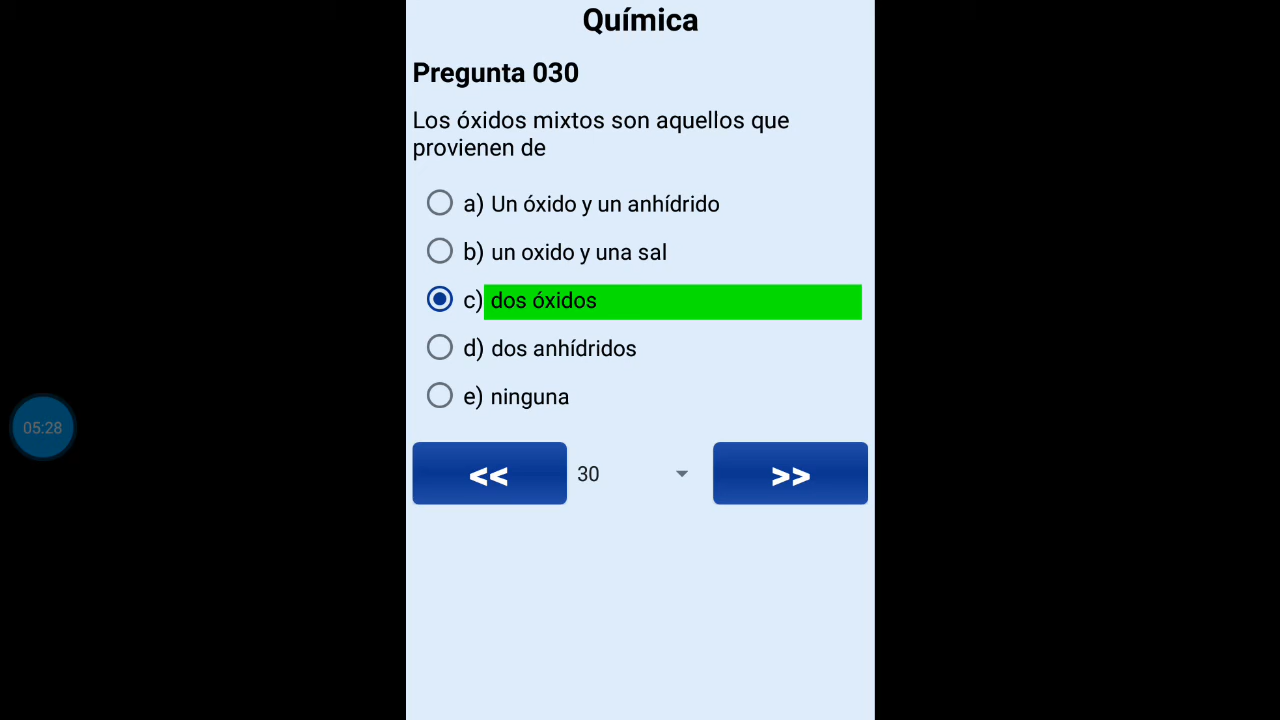 Química
Pregunta 030
Los óxidos mixtos son aquellos que
provienen de
a) Un óxido y un anhídrido
b) un oxido y una sal
c) dos óxidos
d) dos anhídridos
e) ninguna
05:28
<< 30 >>